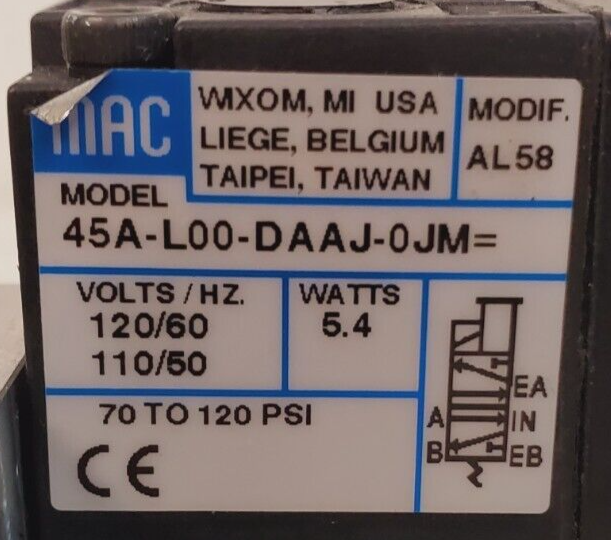 MAC
WIXOM, MI USA
LIEGE, BELGIUM
TAIPEI, TAIWAN
MODIF.
AL58
MODEL
45A-L00-DAAJ-0JM=
VOLTS / HZ.
120/60
110/50
WATTS
5.4
70 TO 120 PSI
CE
EA
A IN
B EB